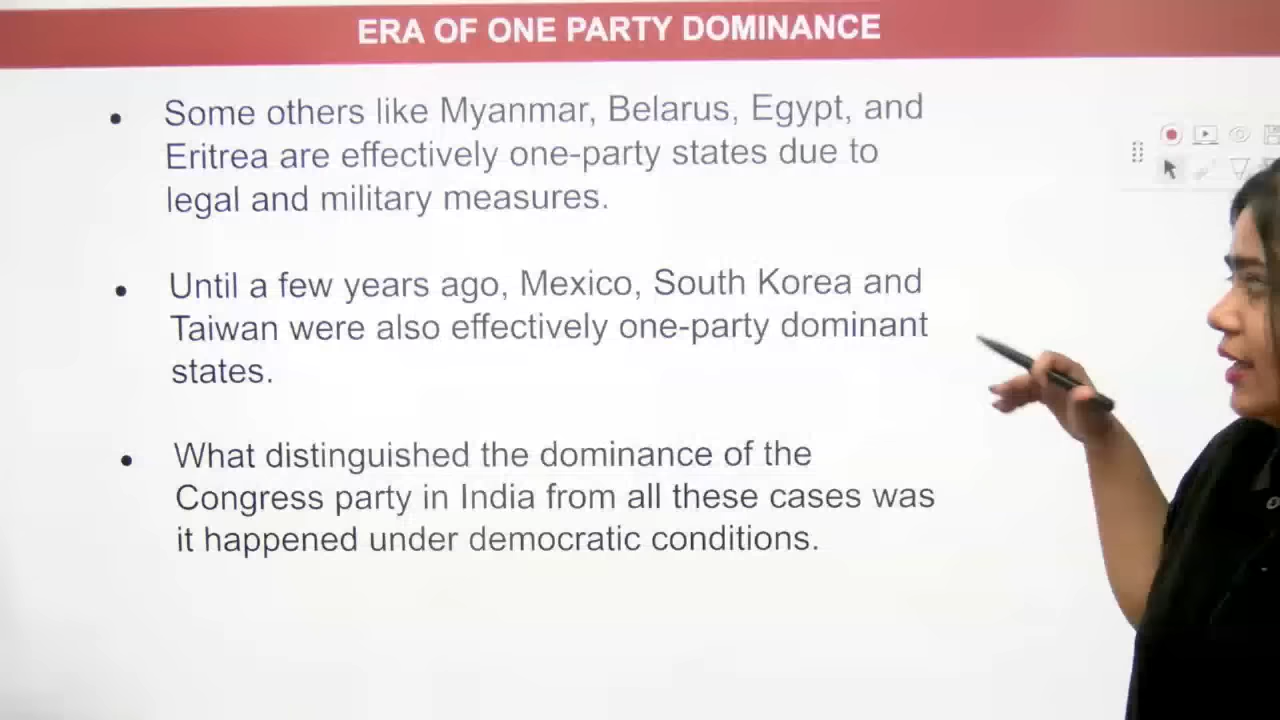 ERA OF ONE PARTY DOMINANCE
• Some others like Myanmar, Belarus, Egypt, and
Eritrea are effectively one-party states due to
legal and military measures.
• Until a few years ago, Mexico, South Korea and
Taiwan were also effectively one-party dominant
states.
• What distinguished the dominance of the
Congress party in India from all these cases was
it happened under democratic conditions.